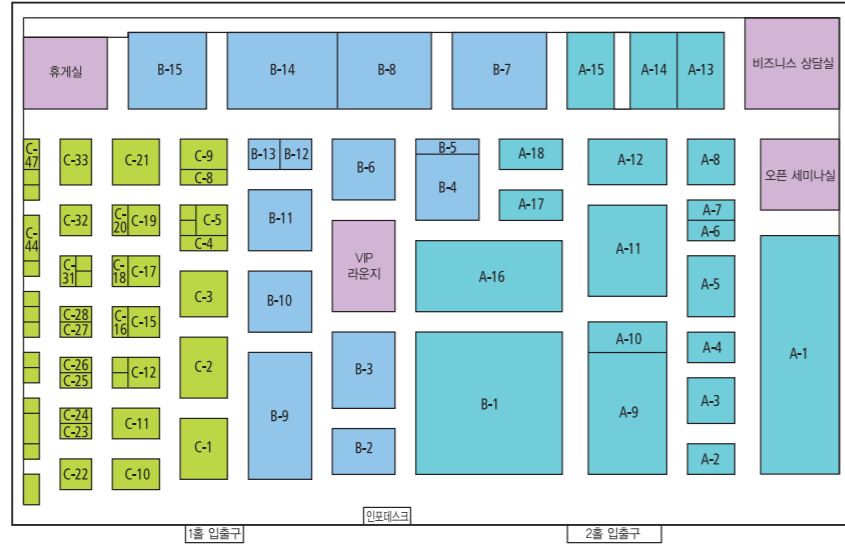 휴게실
B-15
B-14
B-8
B-7
A-15
A-14
A-13
비즈니스 상담실
C-
47
C-33
C-21
C-9
C-8
B-13
B-12
B-6
B-5
B-4
A-18
A-17
A-12
A-8
오픈 세미나실
C-
44
C-32
C-
20
C-19
C-5
C-4
B-11
VIP
라운지
A-16
A-11
A-7
A-6
C-
31
C-
18
C-17
C-3
B-10
A-5
C-28
C-27
C-
16
C-15
C-2
B-3
B-1
A-10
A-9
A-4
A-1
C-26
C-25
C-12
B-9
A-3
C-24
C-23
C-11
C-1
B-2
A-2
C-22
C-10
인포데스크
1홀 입출구
2홀 입출구